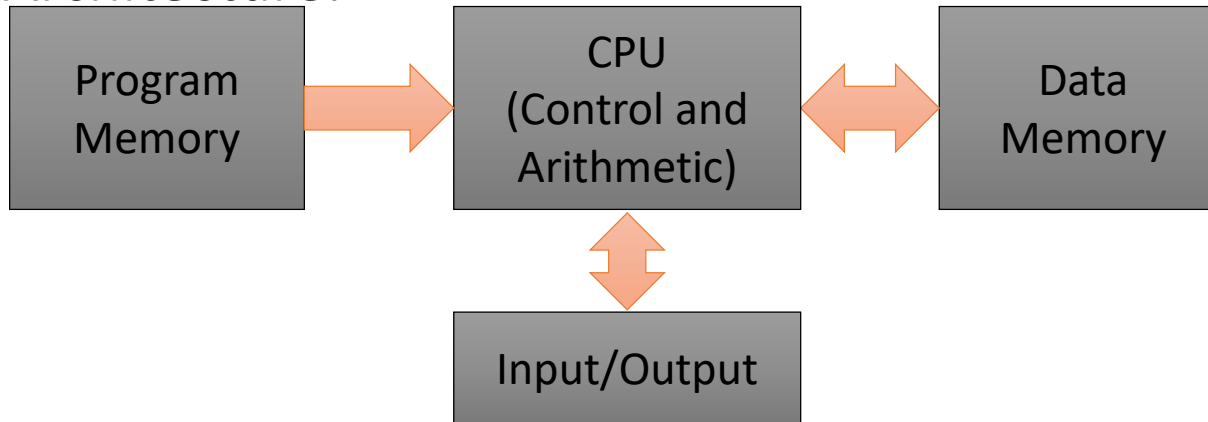 Program
Memory
CPU
(Control and
Arithmetic)
Data
Memory
Input/Output